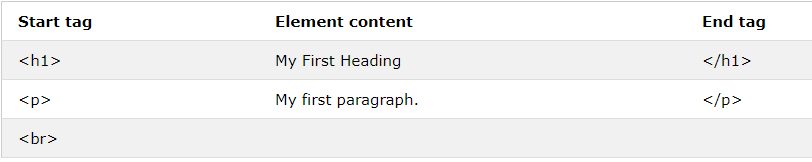 Start tag Element content End tag
<h1> My First Heading </h1>
<p> My first paragraph. </p>
<br>